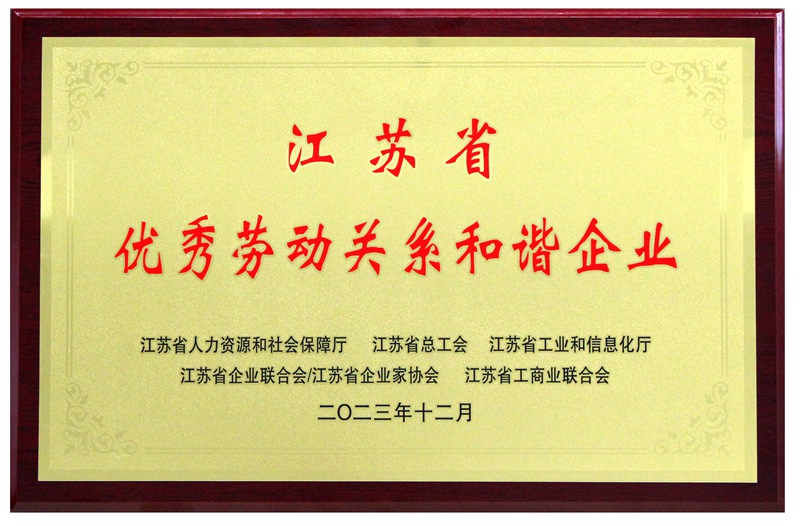 江苏省
优秀劳动关系和谐企业
江苏省人力资源和社会保障厅 江苏省总工会 江苏省工业和信息化厅
江苏省企业联合会/江苏省企业家协会 江苏省工商业联合会
二〇二三年十二月